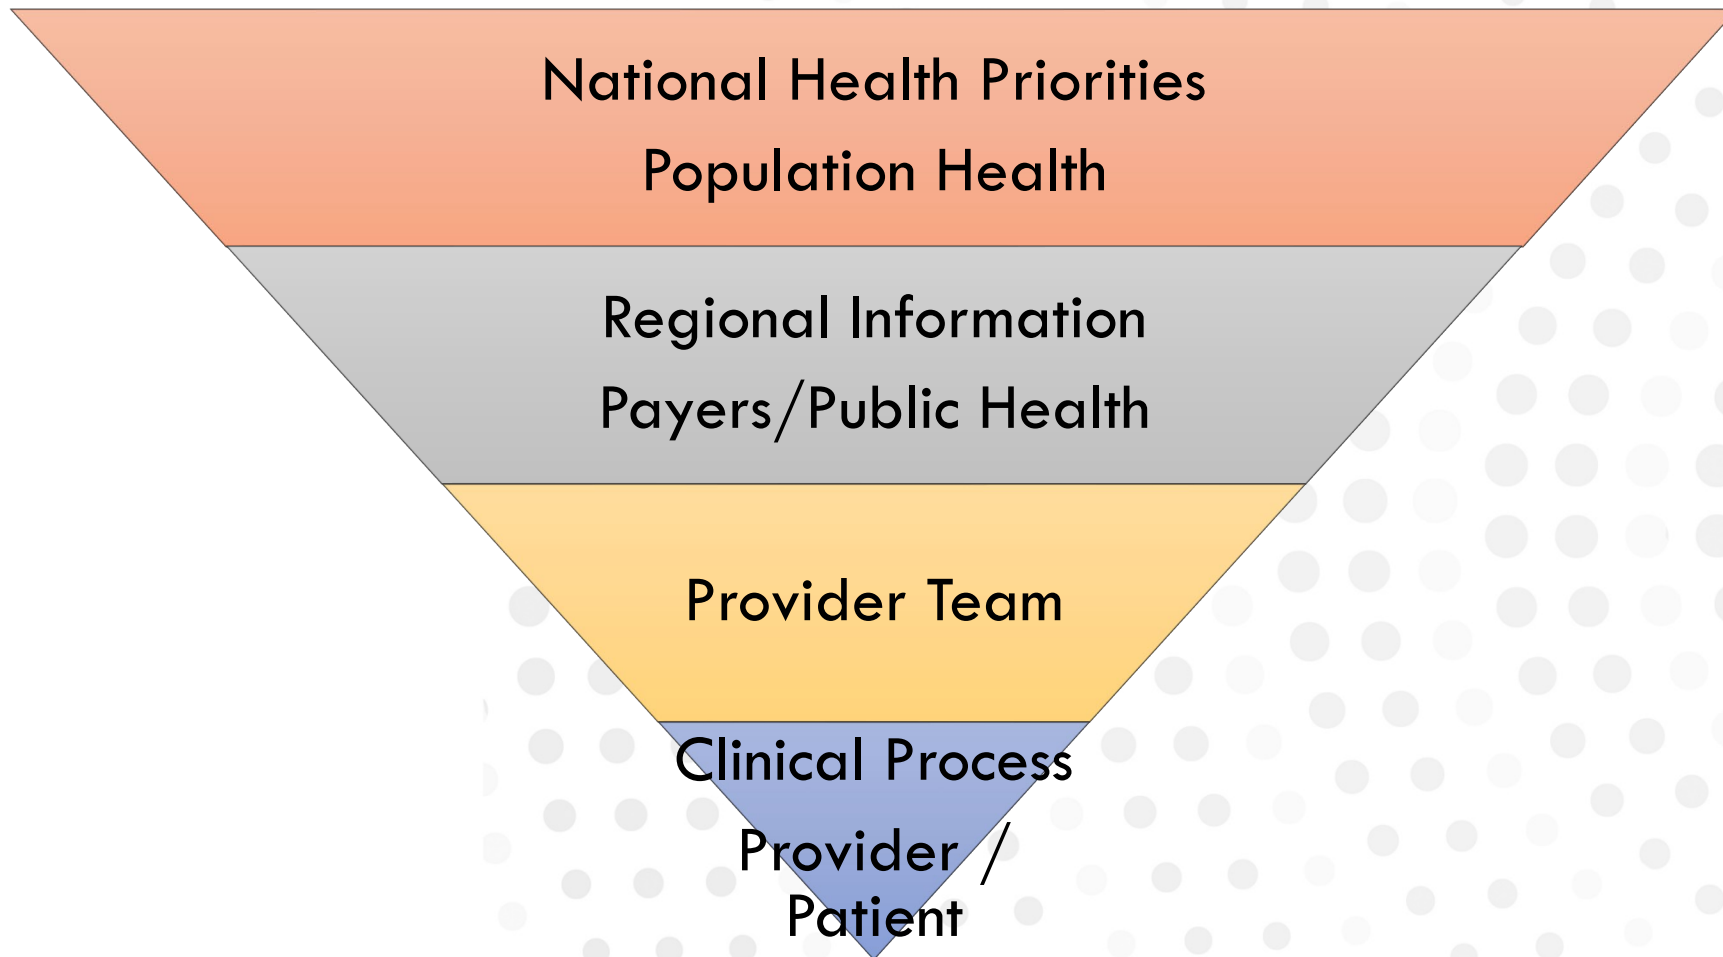 National Health Priorities
Population Health
Regional Information
Payers/Public Health
Provider Team
Clinical Process
Provider /
Patient